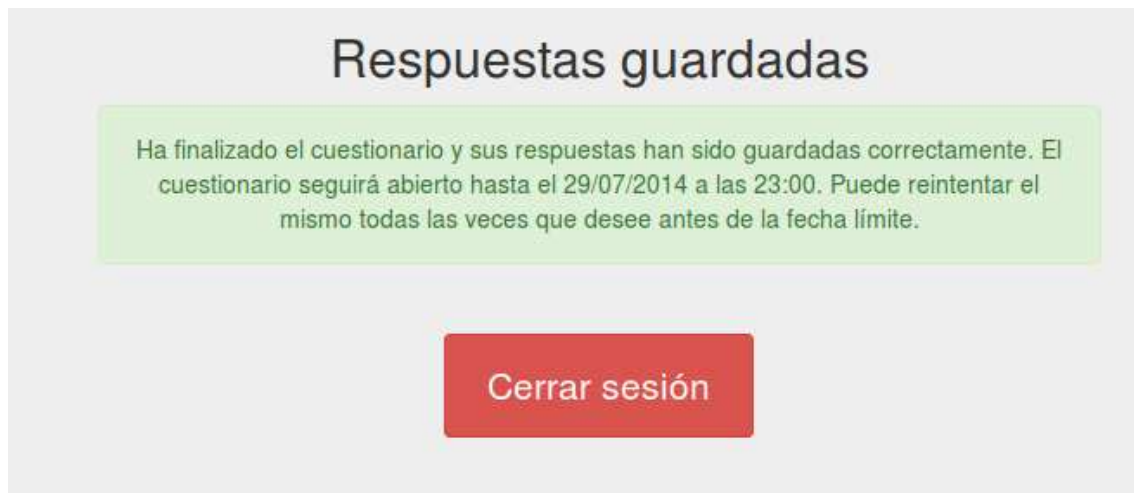 Respuestas guardadas
Ha finalizado el cuestionario y sus respuestas han sido guardadas correctamente. El
cuestionario seguirá abierto hasta el 29/07/2014 a las 23:00. Puede reintentar el
mismo todas las veces que desee antes de la fecha límite.
Cerrar sesión